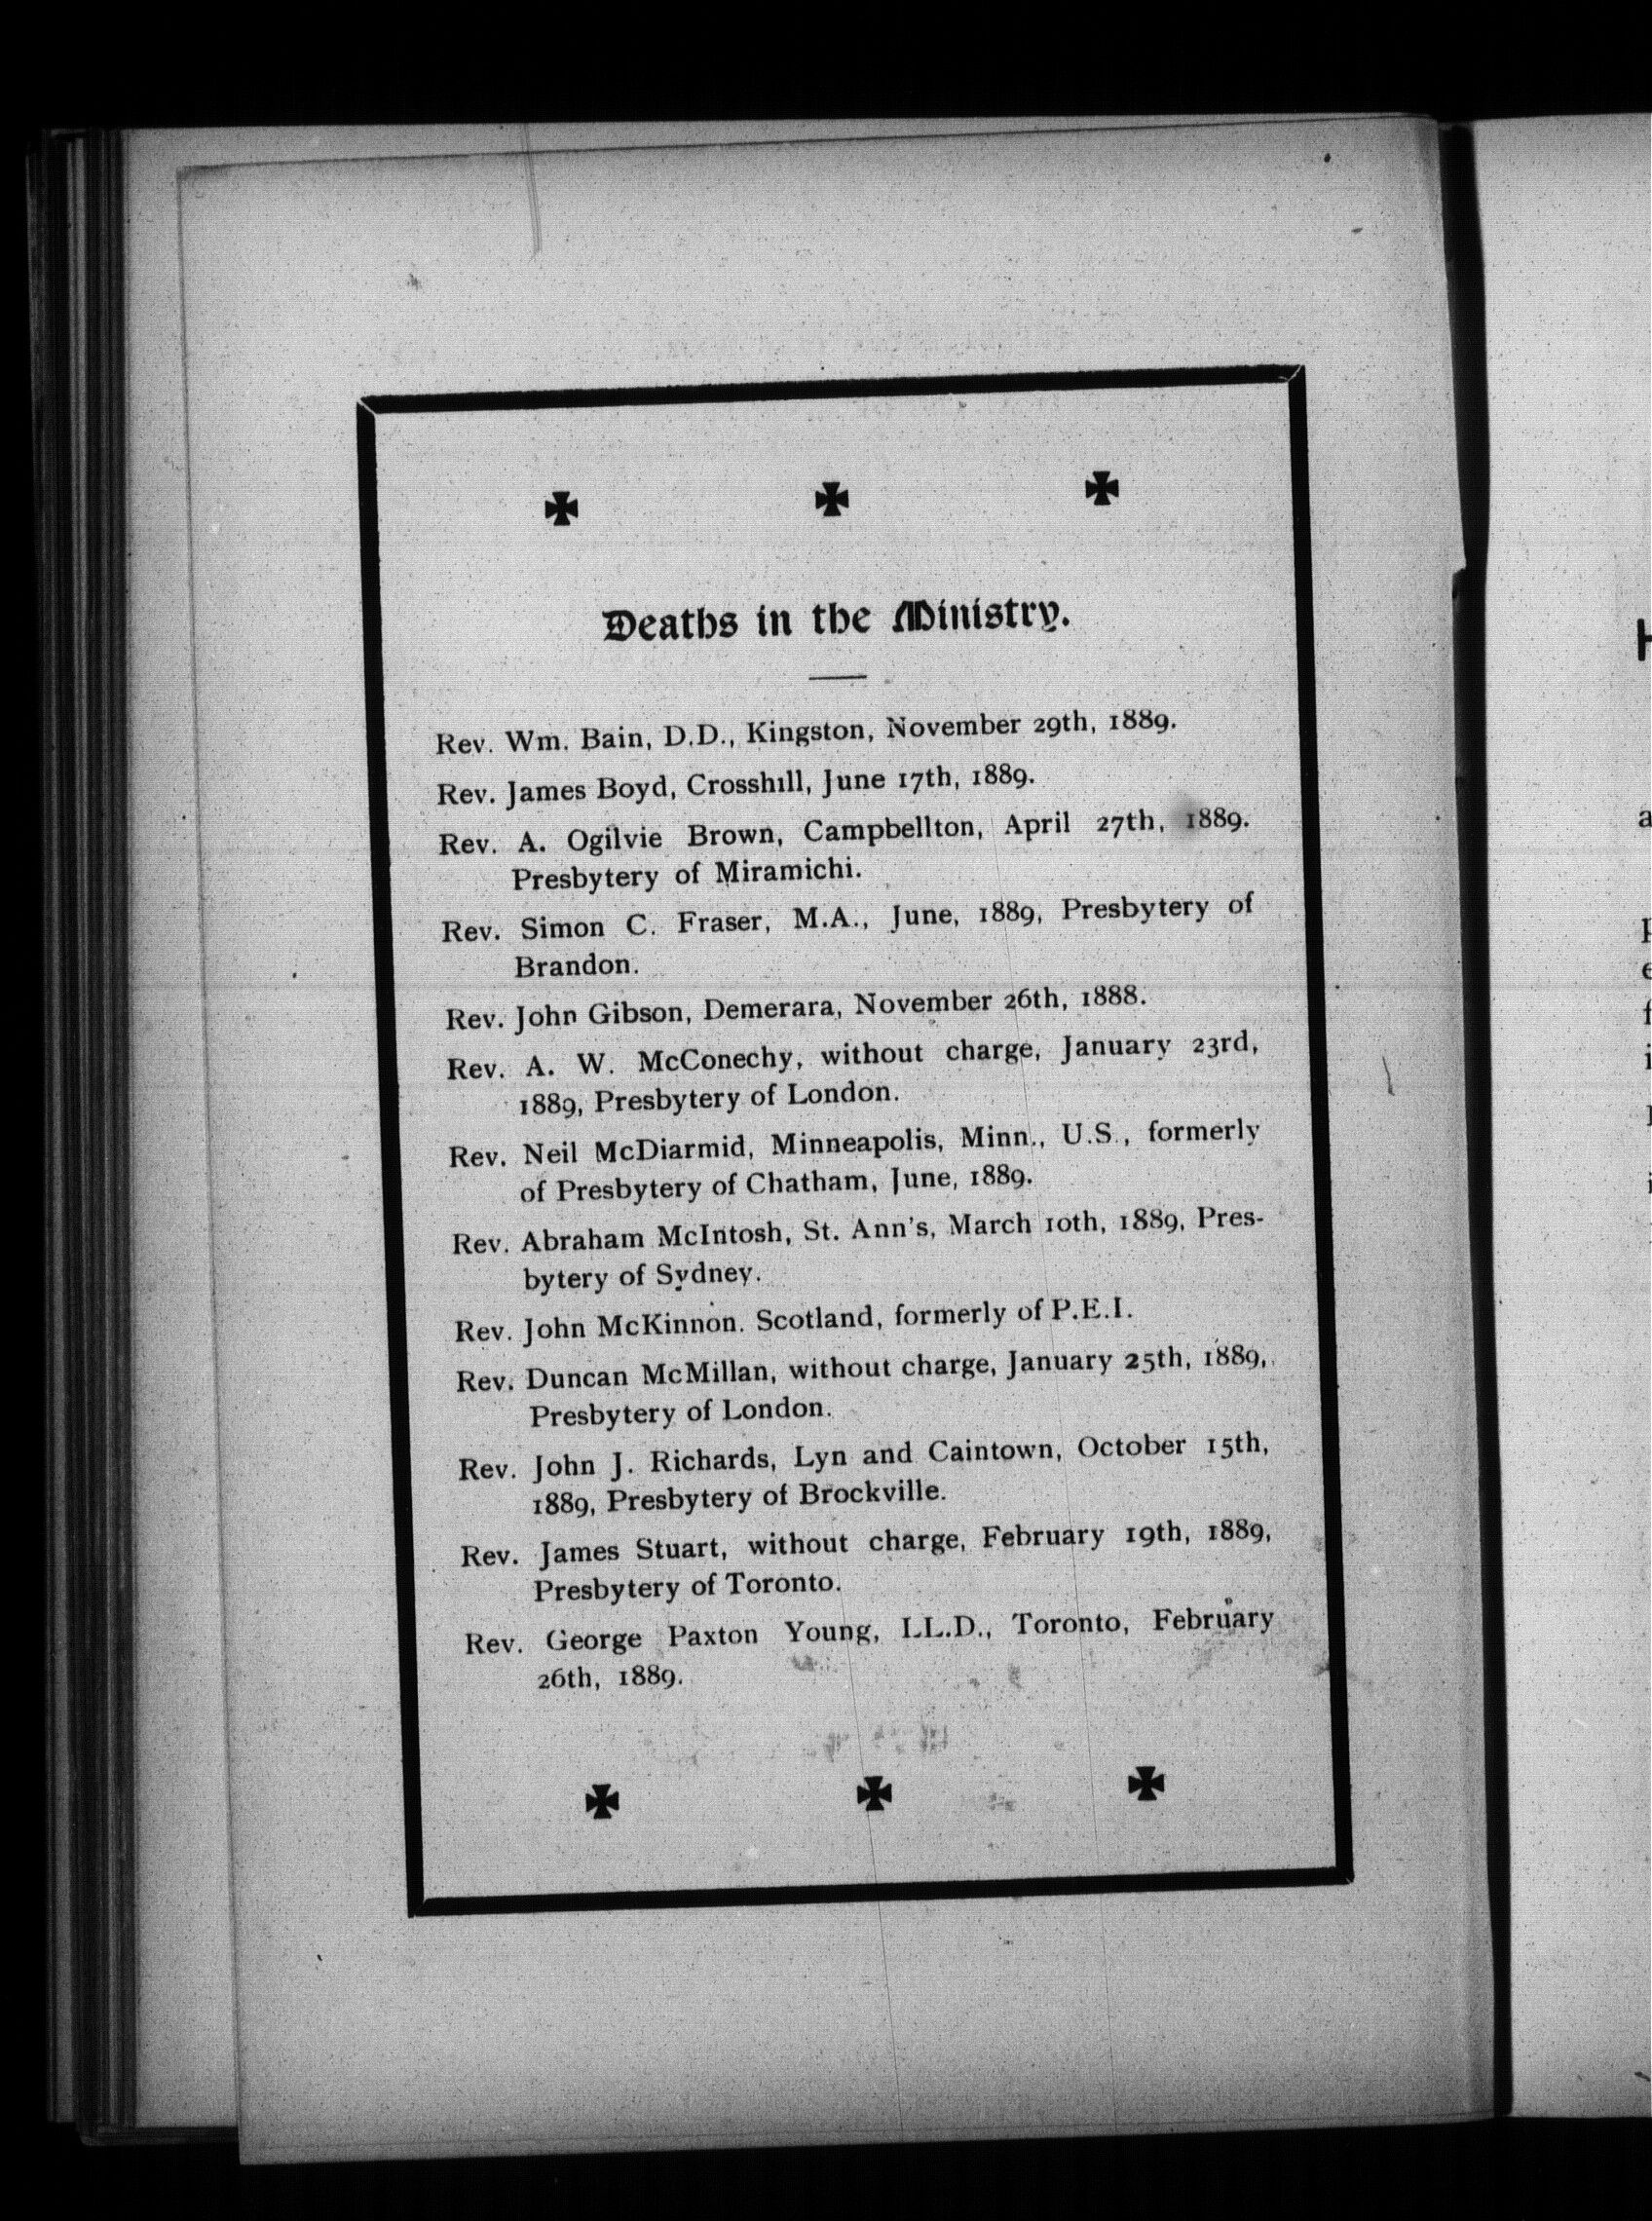 Deaths in the Ministry.
Rev. Wm. Bain, D.D., Kingston, November 29th, 1889.
Rev. James Boyd, Crosshill, June 17th, 1889.
Rev. A. Ogilvie Brown, Campbellton, April 27th, 1889.
Presbytery of Miramichi.
Rev. Simon C. Fraser, M.A., June, 1889, Presbytery of
Brandon.
Rev. John Gibson, Demerara, November 26th, 1888.
Rev. A. W. McConechy, without charge, January 23rd,
1889, Presbytery of London.
Rev. Neil McDiarmid, Minneapolis, Minn., U.S., formerly
of Presbytery of Chatham, June, 1889.
Rev. Abraham McIntosh, St. Ann's, March 10th, 1889, Pres-
bytery of Sydney.
Rev. John McKinnon. Scotland, formerly of P.E.I.
Rev. Duncan McMillan, without charge, January 25th, 1889,
Presbytery of London.
Rev. John J. Richards, Lyn and Caintown, October 15th,
1889, Presbytery of Brockville.
Rev. James Stuart, without charge, February 19th, 1889,
Presbytery of Toronto.
Rev. George Paxton Young, LL.D., Toronto, February
26th, 1889.